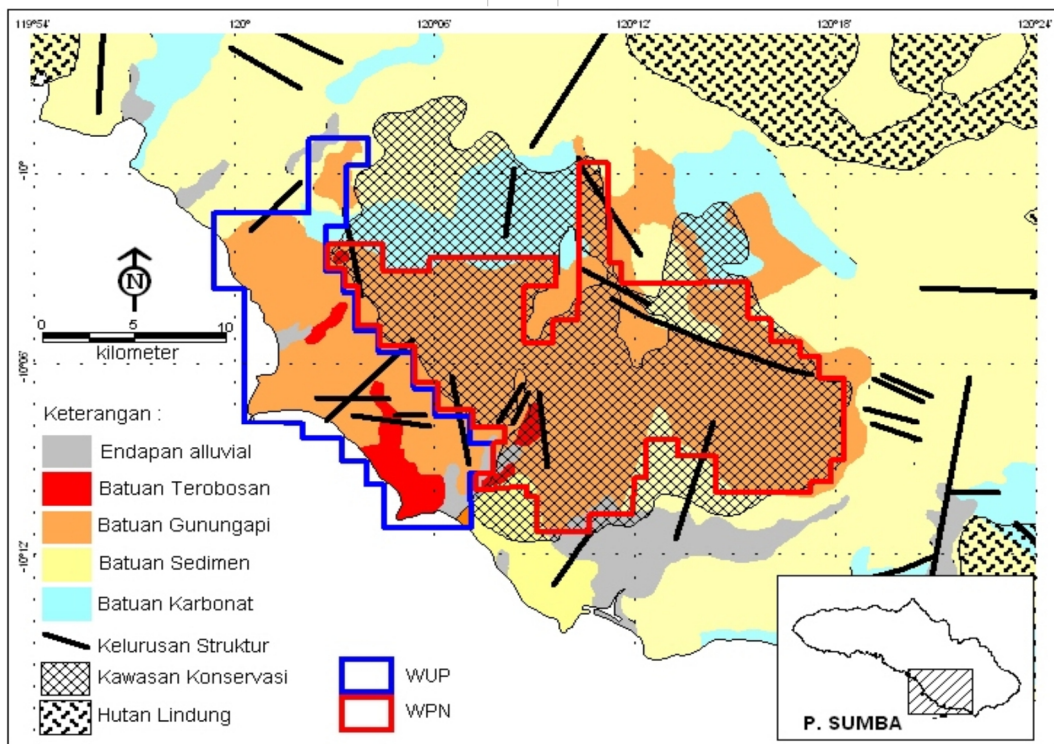 119°54' 120° 120°06' 120°12' 120°18' 120°24'
-10°
-10°06'
-10°12'
N
0 5 10
kilometer
Keterangan :
Endapan alluvial
Batuan Terobosan
Batuan Gunungapi
Batuan Sedimen
Batuan Karbonat
Kelurusan Struktur
Kawasan Konservasi
Hutan Lindung
WUP
WPN
P. SUMBA